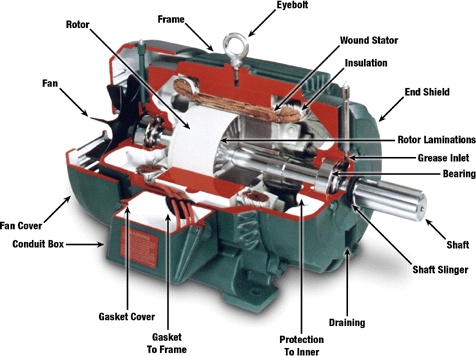 Eyebolt
Frame
Rotor
Wound Stator
Insulation
Fan
End Shield
Rotor Laminations
Grease Inlet
Bearing
Fan Cover
Conduit Box
Shaft
Shaft Slinger
Gasket Cover
Draining
Gasket
To Frame
Protection
To Inner